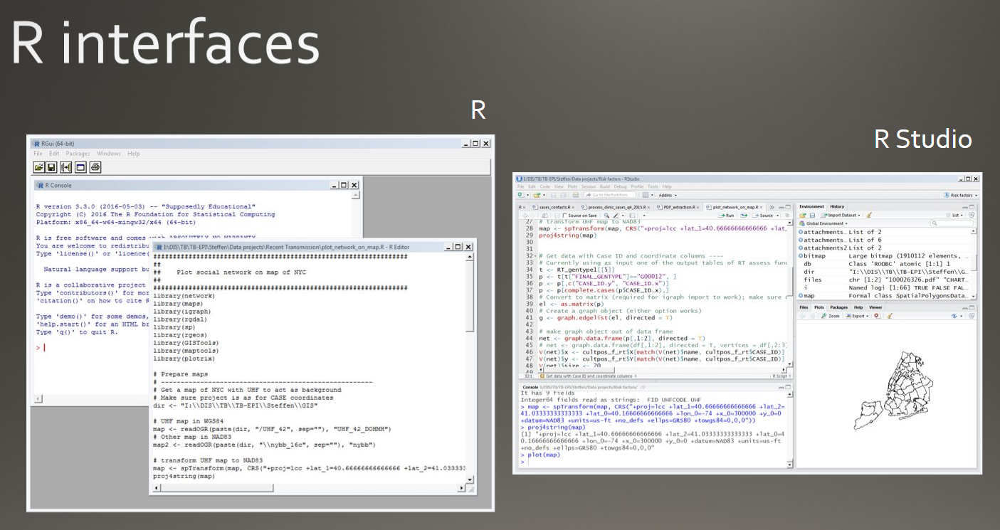 R interfaces
R
RGui (64-bit)
File Edit Packages Windows Help
R Console
R version 3.3.0 (2016-05-03) -- "Supposedly Educational"
Copyright (C) 2016 The R Foundation for Statistical Computing
Platform: x86_64-w64-mingw32/x64 (64-bit)
R is free software and comes with ABSOLUTELY NO WARRANTY
You are welcome to redistribu
Type 'license()' or 'licence(
Natural language support bu
R is a collaborative project
Type 'contributors()' for mor
'citation()' on how to cite R
Type 'demo()' for some demos,
'help.start()' for an HTML br
Type 'q()' to quit R.
>
I:\DIS\TB\TB-EPI\Steffen\Data projects\Recent Transmission\plot_network_on_map.R - R Editor
################################################################
##
## Plot social network on map of NYC
##
################################################################
library(network)
library(maps)
library(igraph)
library(rgdal)
library(sp)
library(rgeos)
library(GISTools)
library(maptools)
library(plotrix)
# Prepare maps
# -----------------------------------------------------
# Get a map of NYC with UHF to act as background
# Make sure project is as for CASE coordinates
dir <- "I:\\DIS\\TB\\TB-EPI\\Steffen\\GIS"
# UHF map in WGS84
map <- readOGR(paste(dir, "/UHF_42", sep=""), "UHF_42_DOHMH")
# Other map in NAD83
map2 <- readOGR(paste(dir, "\\nybb_16c", sep=""), "nybb")
# transform UHF map to NAD83
map <- spTransform(map, CRS("+proj=lcc +lat_1=40.66666666666666 +lat_2=41.033333
proj4string(map)
R Studio
I:/DIS/TB/TB-EPI/Steffen/Data projects/Risk factors - RStudio
File Edit Code View Plots Session Build Debug Profile Tools Help
Go to file/function Addins Risk factors
R cases_contacts.R process_clinic_cases_q4_2015.R PDF_extraction.R plot_network_on_map.R
Source on Save Run Source
27 # transform UHF map to NAD83
28 map <- spTransform(map, CRS("+proj=lcc +lat_1=40.66666666666666 +lat_
29 proj4string(map)
30
31
32 # Get data with Case ID and coordinate columns ----
33 # Currently using as input one of the output tables of RT assess func
34 t <- RT_gentype1[[5]]
35 p <- t[t["FINAL_GENTYPE"]=="G00012", ]
36 p <- p[,c("CASE_ID.y", "CASE_ID.x")]
37 p <- p[complete.cases(p$CASE_ID.x),]
38 # Convert to matrix (required for igraph import to work); make sure c
39 el <- as.matrix(p)
40 # Create a graph object (either option works)
41 g <- graph.edgelist(el, directed = T)
42
43 # make graph object out of data frame
44 net <- graph.data.frame(p[,1:2], directed = T)
45 # net <- graph.data.frame(df[,1:2], directed = T, vertices = df[,2:3]
46 V(net)$x <- cultpos_f_rt$X[match(V(net)$name, cultpos_f_rt$CASE_ID)]
47 V(net)$y <- cultpos_f_rt$Y[match(V(net)$name, cultpos_f_rt$CASE_ID)]
48 V(net)$size <- 20
49
32:1 Get data with Case ID and coordinate columns R Script
Console I:/DIS/TB/TB-EPI/Steffen/Data projects/Risk factors/
It has 9 fields
Integer64 fields read as strings: FID UHFCODE UHF
> map <- spTransform(map, CRS("+proj=lcc +lat_1=40.66666666666666 +lat_2=
41.03333333333333 +lat_0=40.16666666666666 +lon_0=-74 +x_0=300000 +y_0=0
+datum=NAD83 +units=us-ft +no_defs +ellps=GRS80 +towgs84=0,0,0"))
> proj4string(map)
[1] "+proj=lcc +lat_1=40.66666666666666 +lat_2=41.03333333333333 +lat_0=4
0.16666666666666 +lon_0=-74 +x_0=300000 +y_0=0 +datum=NAD83 +units=us-ft
+no_defs +ellps=GRS80 +towgs84=0,0,0"
> plot(map)
>
Environment History
Import Dataset List
Global Environment
attachments… List of 2
attachments… List of 6
attachments2 List of 2
bitmap Large bitmap (1910112 elements, …
db Class 'RODBC' atomic [1:1] 1
dir "I:\\DIS\\TB\\TB-EPI\\Steffen\\G…
files chr [1:2] "100026326.pdf" "CHART…
i Named logi [1:66] TRUE FALSE FAL…
map Formal class SpatialPolygonsData…
Files Plots Packages Help Viewer
Zoom Export